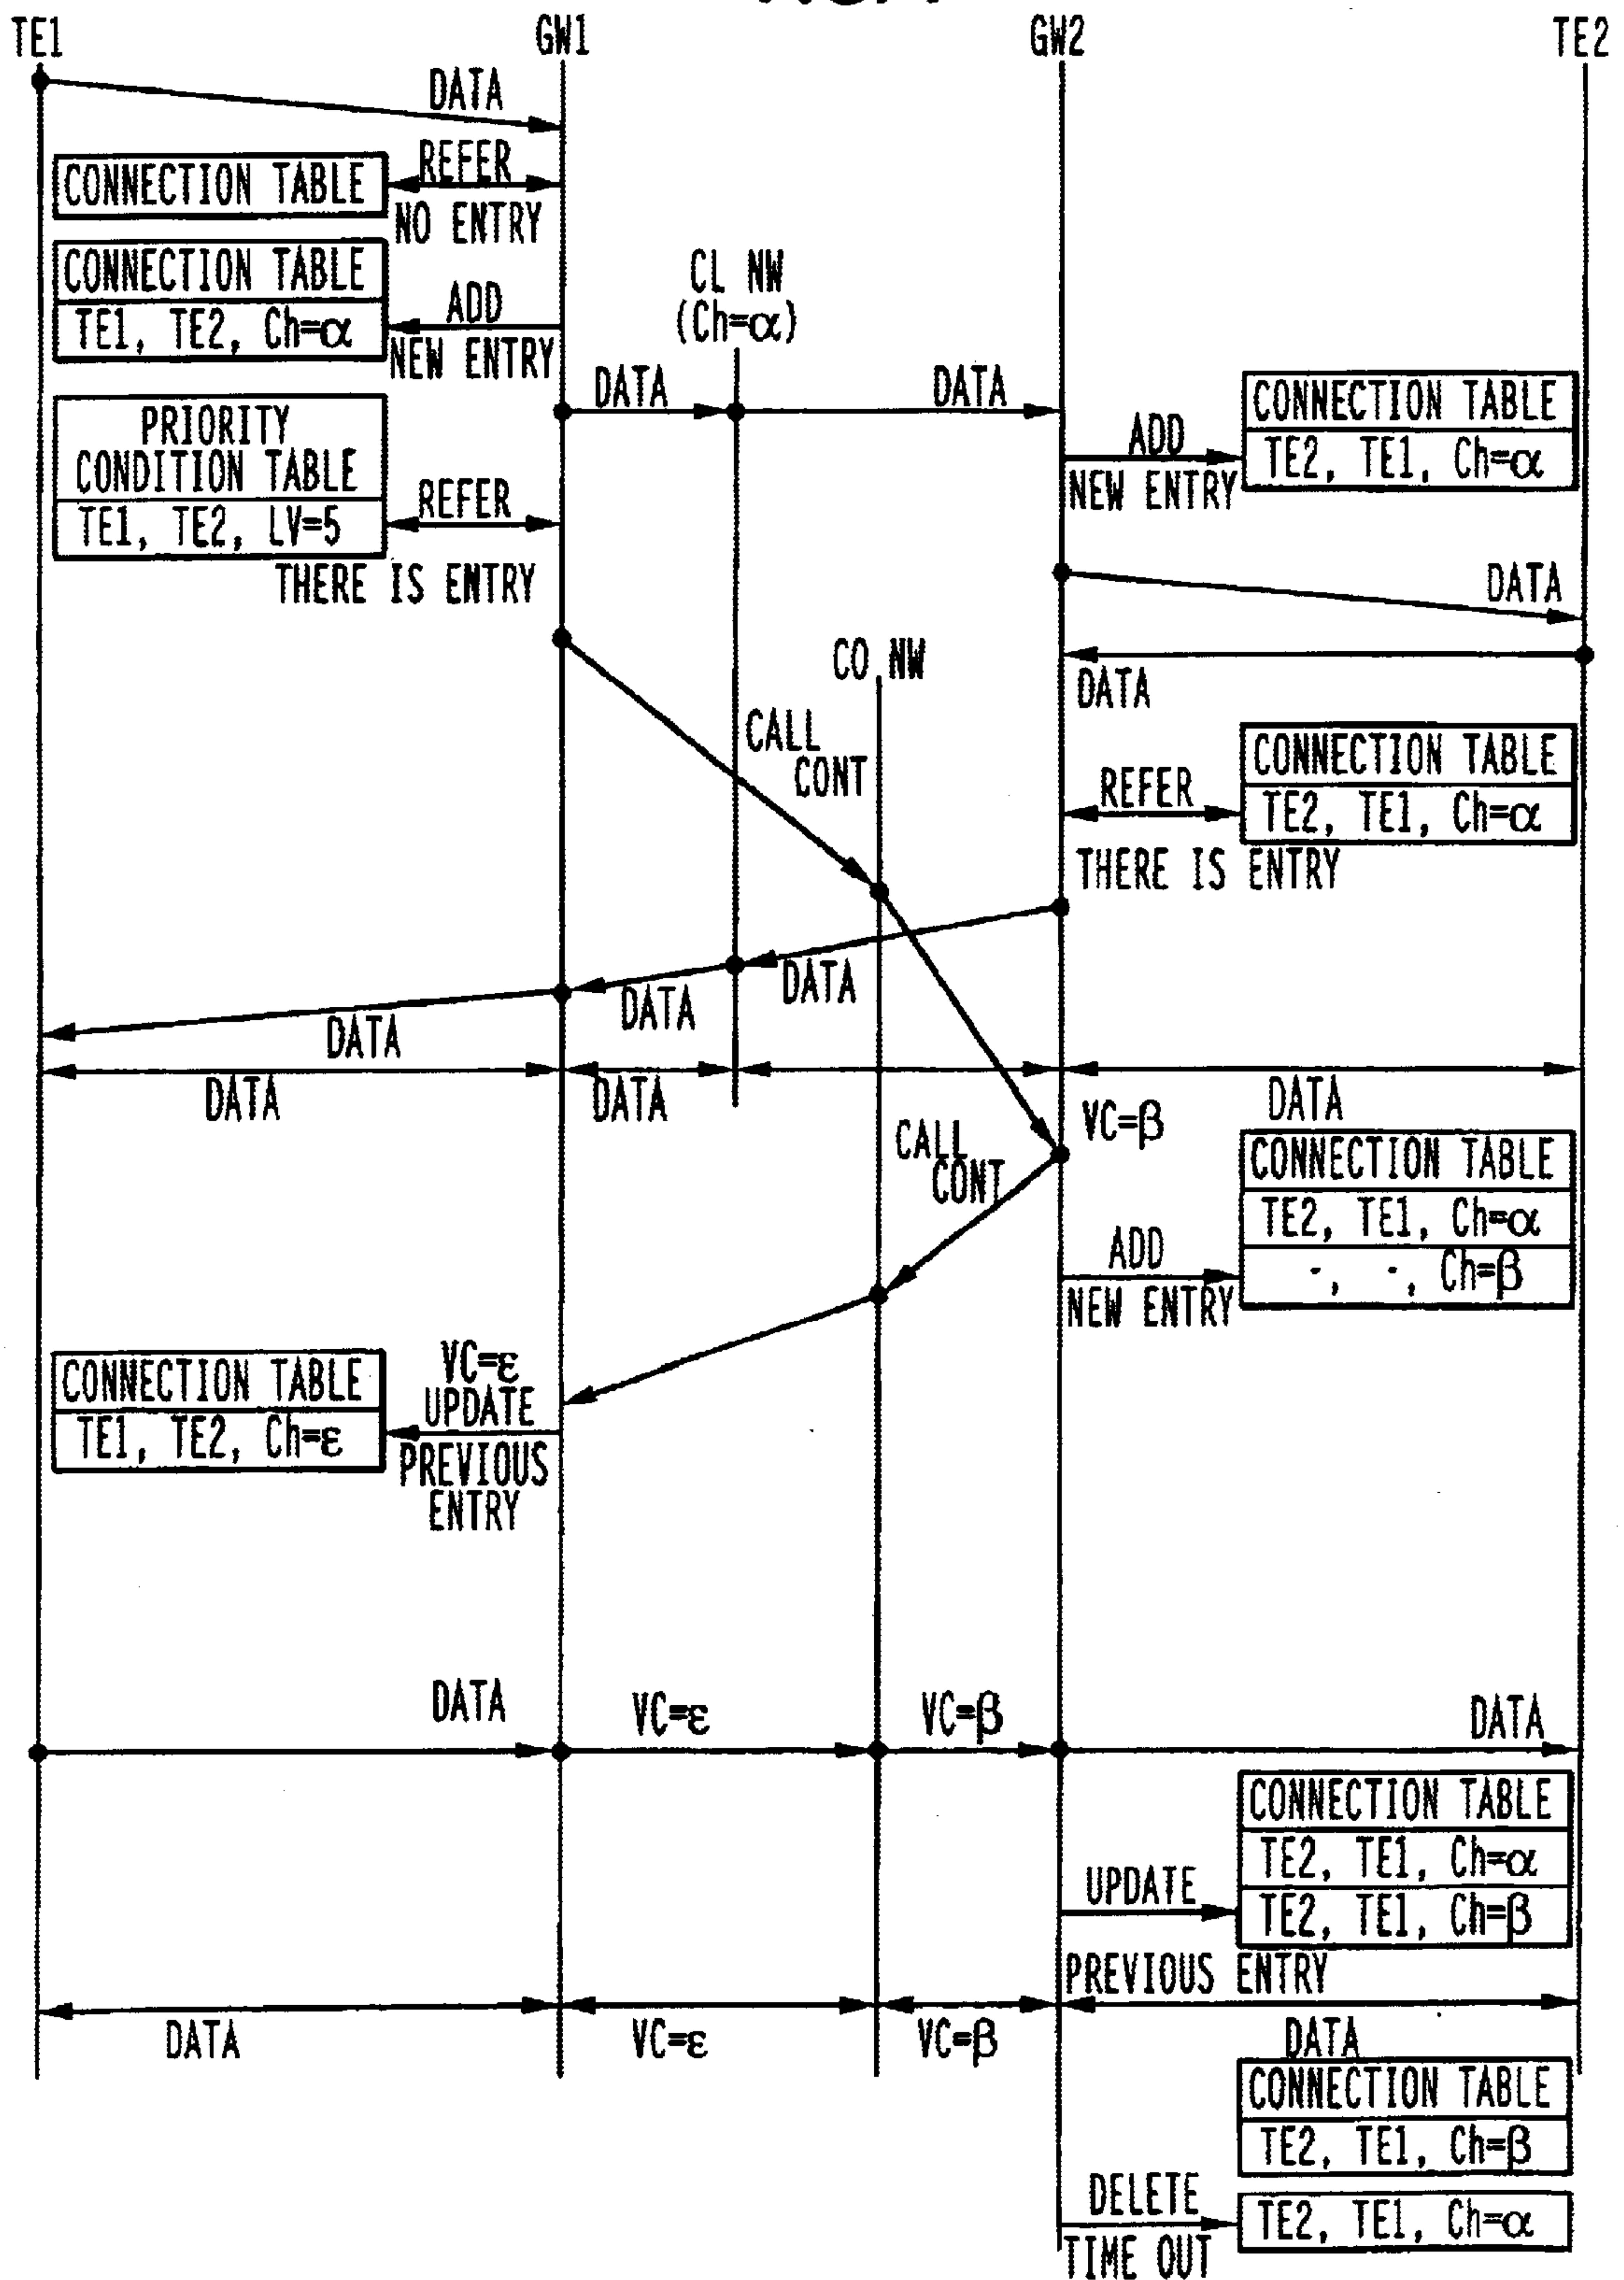 TE1 GW1 GW2 TE2
DATA
CONNECTION TABLE
REFER
NO ENTRY
CONNECTION TABLE
TE1, TE2, Ch=α
ADD
NEW ENTRY
CL NW
(Ch=α)
DATA
DATA
CONNECTION TABLE
TE2, TE1, Ch=α
ADD
NEW ENTRY
PRIORITY
CONDITION TABLE
TE1, TE2, LV=5
REFER
THERE IS ENTRY
DATA
DATA
CO NW
CALL
CONT
CONNECTION TABLE
TE2, TE1, Ch=α
REFER
THERE IS ENTRY
DATA
DATA
DATA
DATA
DATA
DATA
VC=β
CALL
CONT
CONNECTION TABLE
TE2, TE1, Ch=α
-, -, Ch=β
ADD
NEW ENTRY
CONNECTION TABLE
TE1, TE2, Ch=ε
VC=ε
UPDATE
PREVIOUS
ENTRY
DATA
VC=ε
VC=β
DATA
CONNECTION TABLE
TE2, TE1, Ch=α
TE2, TE1, Ch=β
UPDATE
PREVIOUS ENTRY
DATA
VC=ε
VC=β
DATA
CONNECTION TABLE
TE2, TE1, Ch=β
DELETE
TIME OUT
TE2, TE1, Ch=α